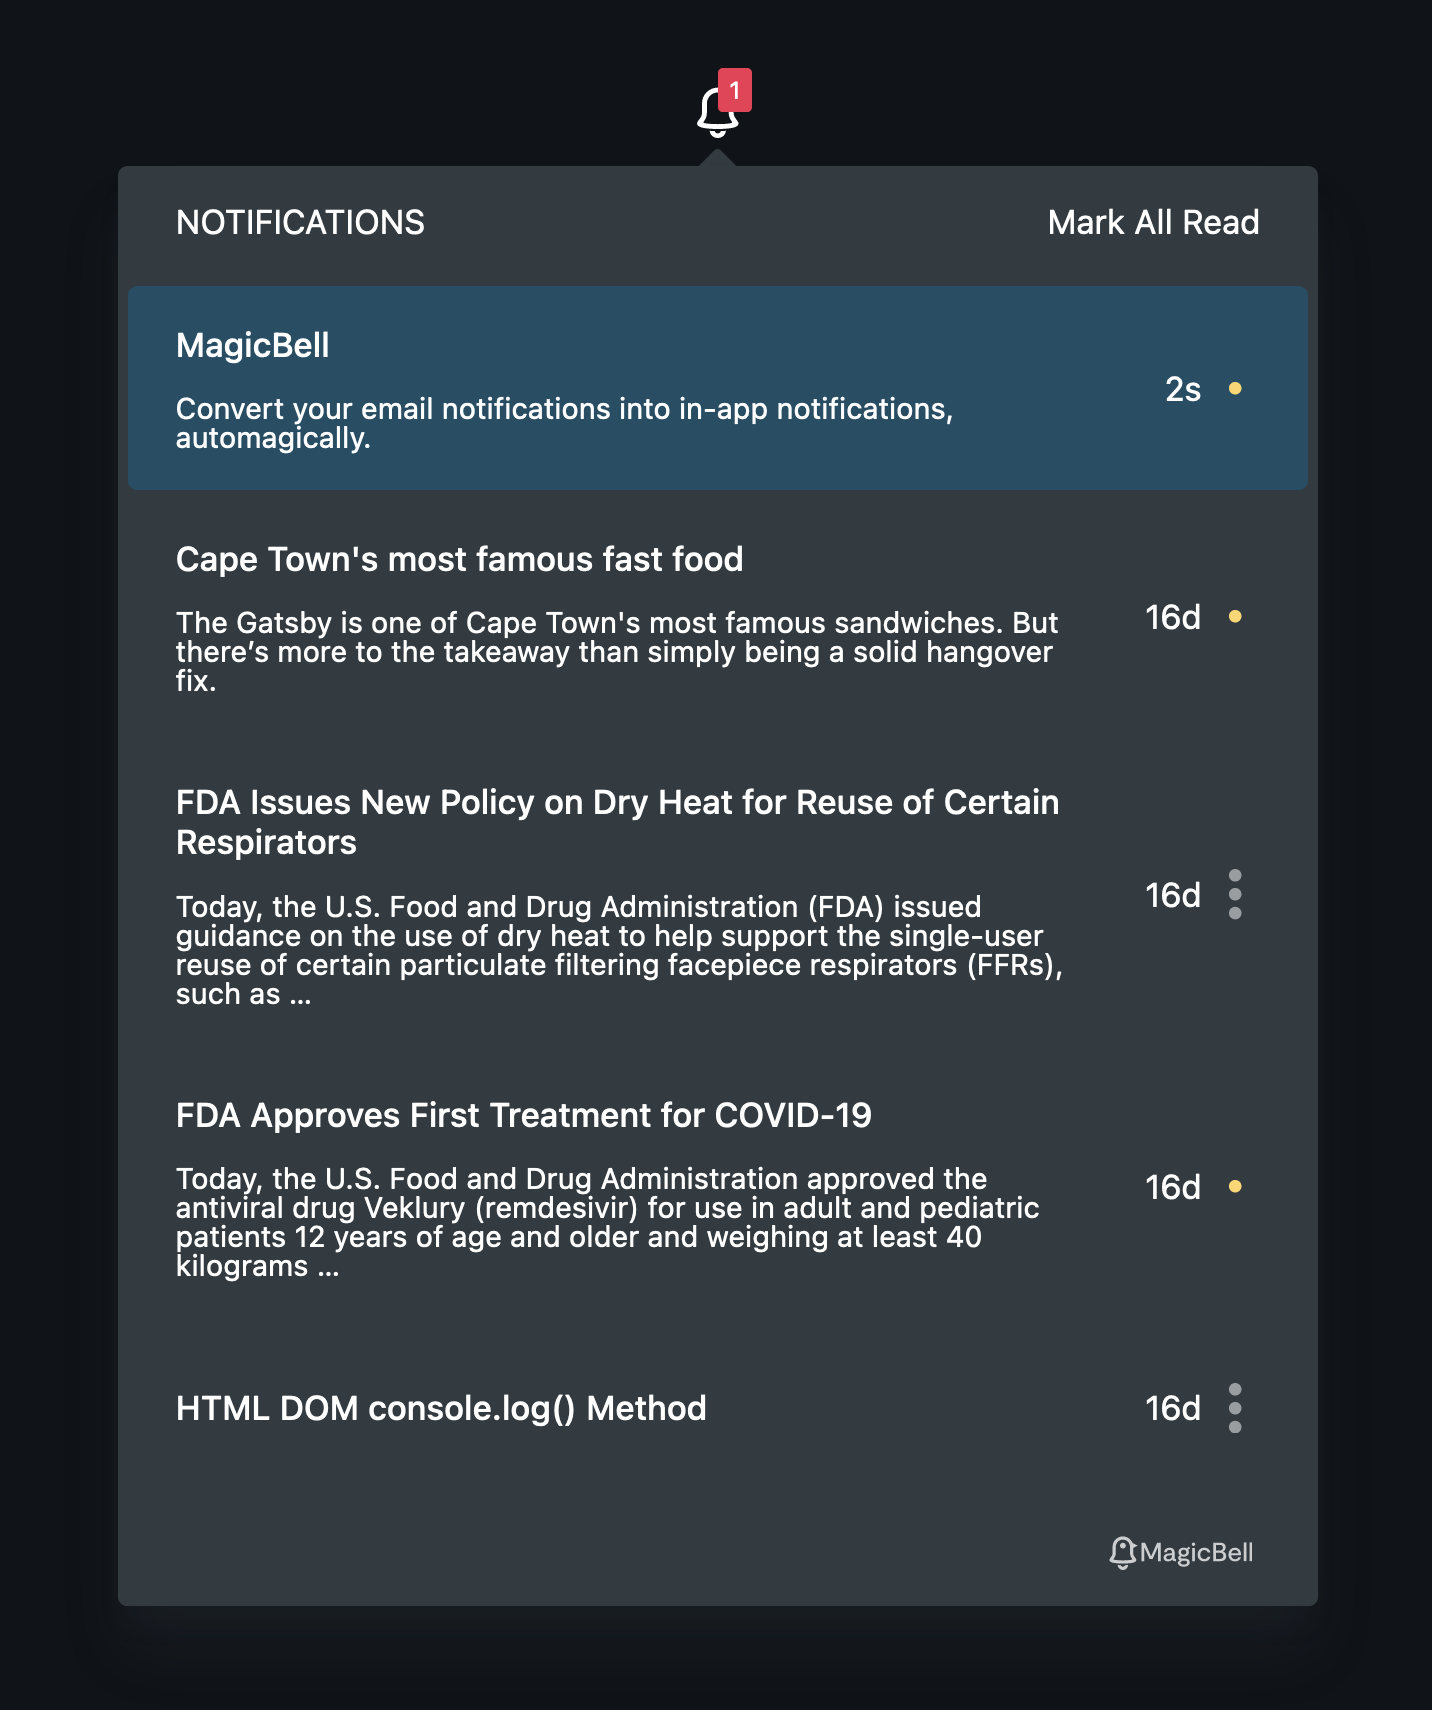 1
NOTIFICATIONS
Mark All Read
MagicBell
Convert your email notifications into in-app notifications,
automagically.
2s
Cape Town's most famous fast food
The Gatsby is one of Cape Town's most famous sandwiches. But
there’s more to the takeaway than simply being a solid hangover
fix.
16d
FDA Issues New Policy on Dry Heat for Reuse of Certain
Respirators
Today, the U.S. Food and Drug Administration (FDA) issued
guidance on the use of dry heat to help support the single-user
reuse of certain particulate filtering facepiece respirators (FFRs),
such as ...
16d
FDA Approves First Treatment for COVID-19
Today, the U.S. Food and Drug Administration approved the
antiviral drug Veklury (remdesivir) for use in adult and pediatric
patients 12 years of age and older and weighing at least 40
kilograms ...
16d
HTML DOM console.log() Method
16d
MagicBell